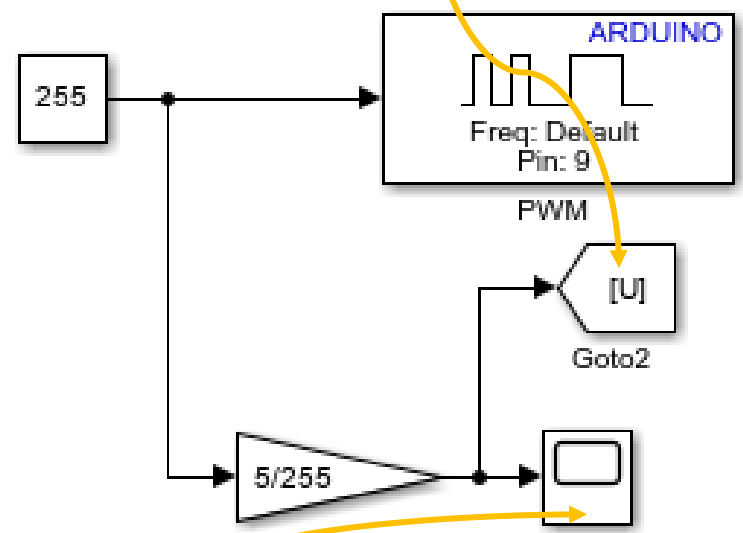 ARDUINO
255
Freq: Default
Pin: 9
PWM
[U]
Goto2
5/255